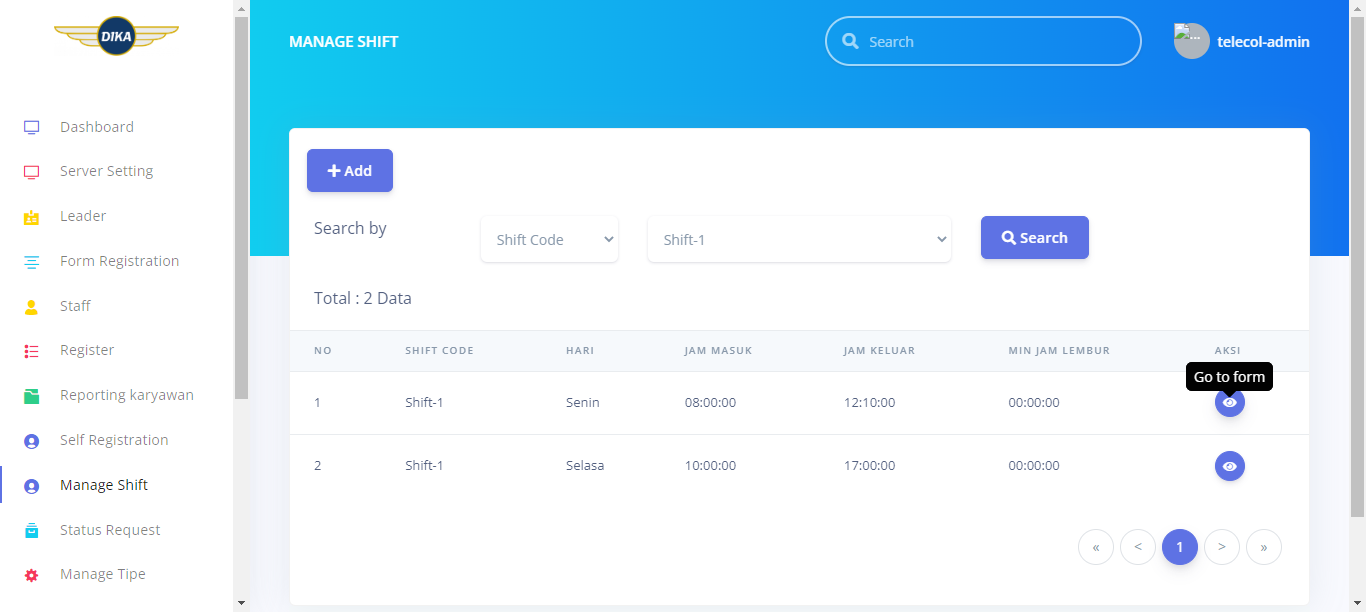 DIKA
Dashboard
Server Setting
Leader
Form Registration
Staff
Register
Reporting karyawan
Self Registration
Manage Shift
Status Request
Manage Tipe
MANAGE SHIFT
Search
...
telecol-admin
Add
Search by
Shift Code
Shift-1
Search
Total : 2 Data
NO SHIFT CODE HARI JAM MASUK JAM KELUAR MIN JAM LEMBUR AKSI
Go to form
1 Shift-1 Senin 08:00:00 12:10:00 00:00:00
2 Shift-1 Selasa 10:00:00 17:00:00 00:00:00
« < 1 > »